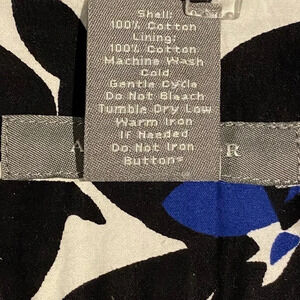 Shell:
100% Cotton
Lining:
100% Cotton
Machine Wash
Cold
Gentle Cycle
Do Not Bleach
Tumble Dry Low
Warm Iron
If Needed
Do Not Iron
Button*
A R